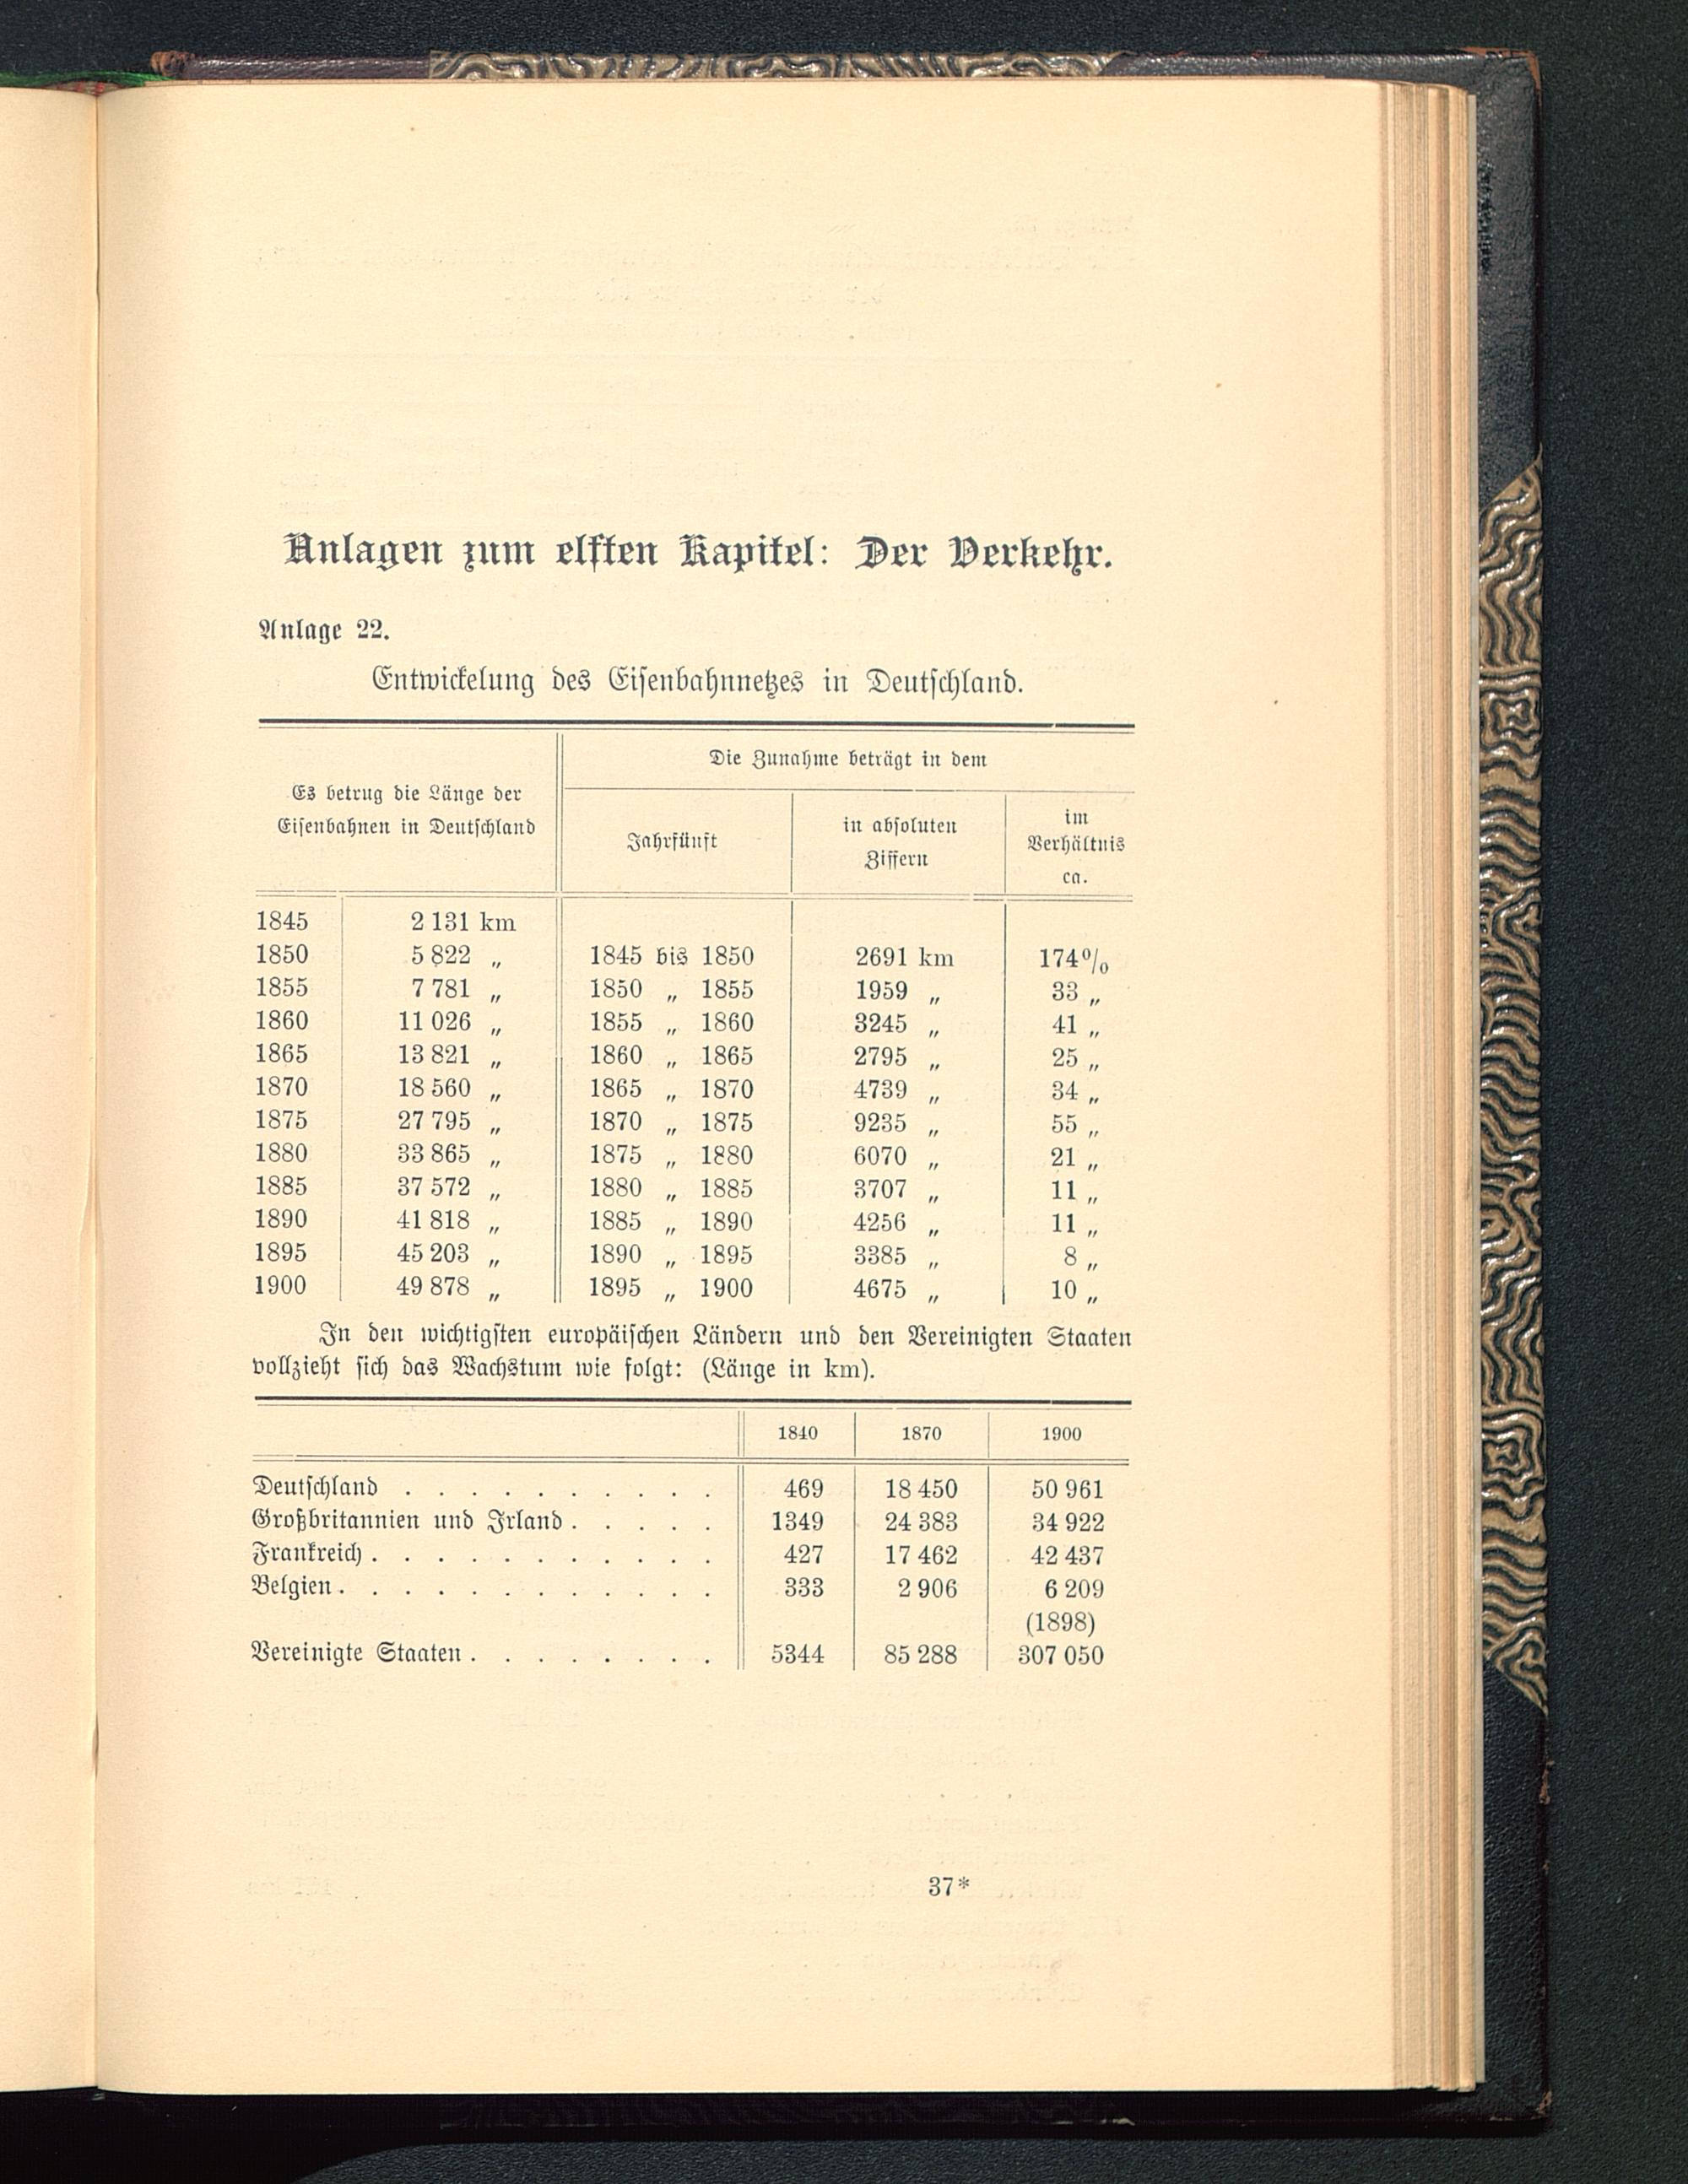 Anlagen zum elften Kapitel: Der Verkehr.
Anlage 22.
Entwickelung des Eisenbahnnetzes in Deutschland.
Es betrug die Länge der
Eisenbahnen in Deutschland
Die Zunahme beträgt in dem
Jahrfünft
in absoluten
Ziffern
im
Verhältnis
ca.
1845 2 131 km
1850 5 822 „ 1845 bis 1850 2691 km 174%
1855 7 781 „ 1850 „ 1855 1959 „ 33 „
1860 11 026 „ 1855 „ 1860 3245 „ 41 „
1865 13 821 „ 1860 „ 1865 2795 „ 25 „
1870 18 560 „ 1865 „ 1870 4739 „ 34 „
1875 27 795 „ 1870 „ 1875 9235 „ 55 „
1880 33 865 „ 1875 „ 1880 6070 „ 21 „
1885 37 572 „ 1880 „ 1885 3707 „ 11 „
1890 41 818 „ 1885 „ 1890 4256 „ 11 „
1895 45 203 „ 1890 „ 1895 3385 „ 8 „
1900 49 878 „ 1895 „ 1900 4675 „ 10 „
In den wichtigsten europäischen Ländern und den Vereinigten Staaten
vollzieht sich das Wachstum wie folgt: (Länge in km).
1840 1870 1900
Deutschland . . . . . . . . . . 469 18 450 50 961
Großbritannien und Irland . . . . . 1349 24 383 34 922
Frankreich . . . . . . . . . . . 427 17 462 42 437
Belgien . . . . . . . . . . . . 333 2 906 6 209
(1898)
Vereinigte Staaten . . . . . . . . 5344 85 288 307 050
37*